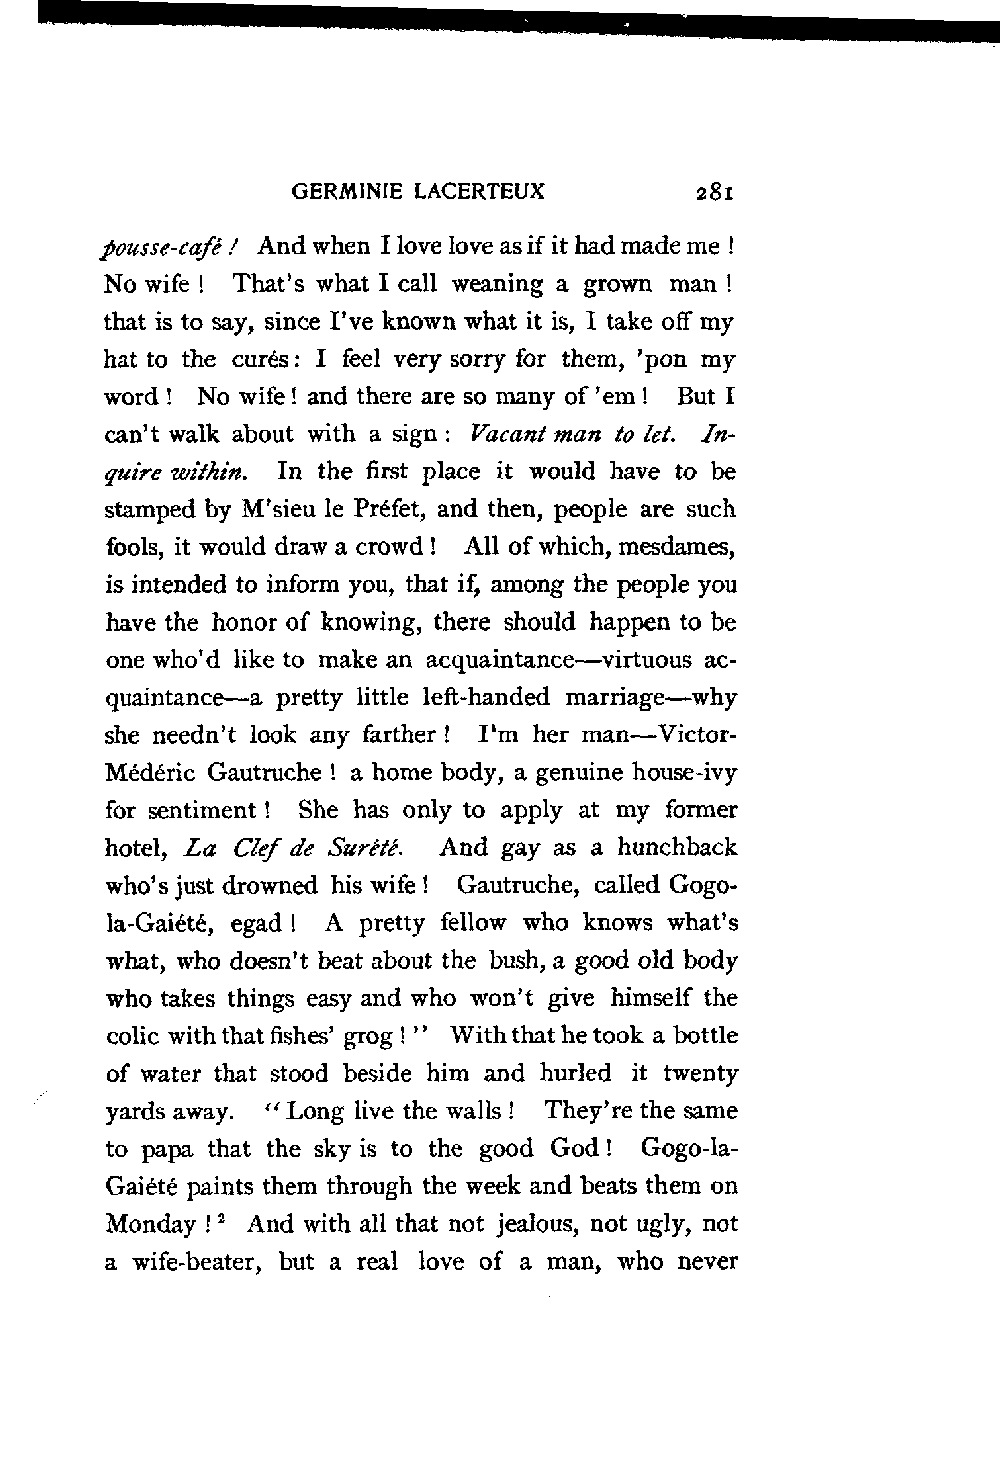 GERMINIE LACERTEUX 281
pousse-café ! And when I love love as if it had made me !
No wife ! That's what I call weaning a grown man !
that is to say, since I've known what it is, I take off my
hat to the curés: I feel very sorry for them, 'pon my
word ! No wife ! and there are so many of 'em ! But I
can't walk about with a sign : Vacant man to let. In-
quire within. In the first place it would have to be
stamped by M'sieu le Préfet, and then, people are such
fools, it would draw a crowd ! All of which, mesdames,
is intended to inform you, that if, among the people you
have the honor of knowing, there should happen to be
one who'd like to make an acquaintance—virtuous ac-
quaintance—a pretty little left-handed marriage—why
she needn't look any farther ! I'm her man—Victor-
Médéric Gautruche ! a home body, a genuine house-ivy
for sentiment ! She has only to apply at my former
hotel, La Clef de Surèté. And gay as a hunchback
who's just drowned his wife ! Gautruche, called Gogo-
la-Gaiété, egad ! A pretty fellow who knows what's
what, who doesn't beat about the bush, a good old body
who takes things easy and who won't give himself the
colic with that fishes' grog ! " With that he took a bottle
of water that stood beside him and hurled it twenty
yards away. "Long live the walls ! They're the same
to papa that the sky is to the good God ! Gogo-la-
Gaiété paints them through the week and beats them on
Monday ! ² And with all that not jealous, not ugly, not
a wife-beater, but a real love of a man, who never